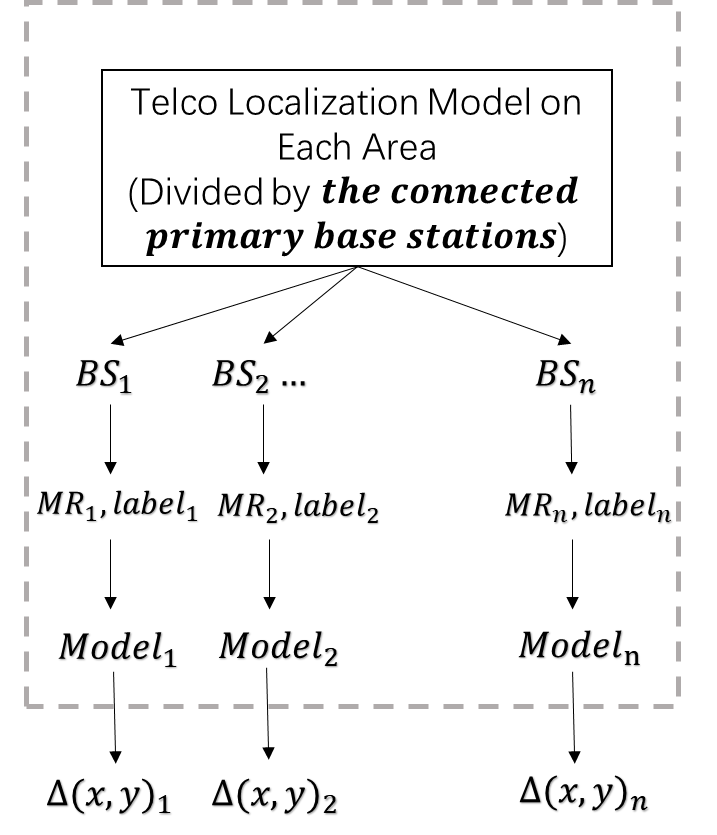 Telco Localization Model on
Each Area
(Divided by the connected
primary base stations)
BS₁ BS₂ ... BSₙ
MR₁, label₁ MR₂, label₂ MRₙ, labelₙ
Model₁ Model₂ Modelₙ
Δ(x, y)₁ Δ(x, y)₂ Δ(x, y)ₙ